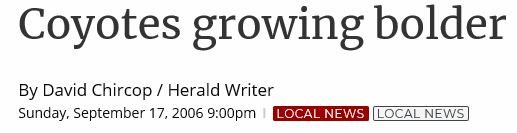 Coyotes growing bolder
By David Chircop / Herald Writer
Sunday, September 17, 2006 9:00pm | LOCAL NEWS LOCAL NEWS